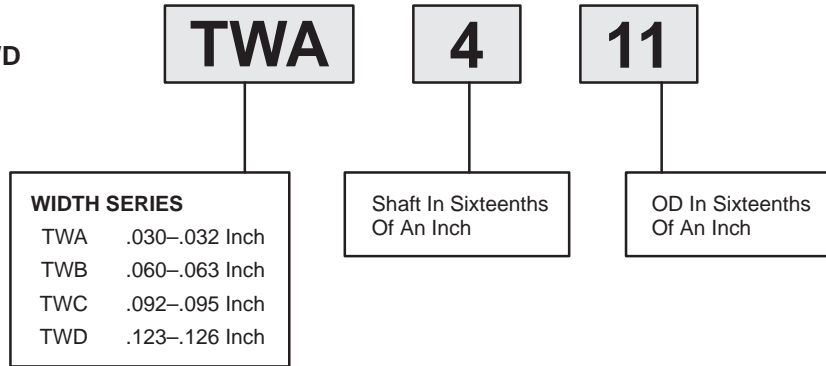 TWA 4 11
WIDTH SERIES
TWA .030–.032 Inch
TWB .060–.063 Inch
TWC .092–.095 Inch
TWD .123–.126 Inch
Shaft In Sixteenths
Of An Inch
OD In Sixteenths
Of An Inch